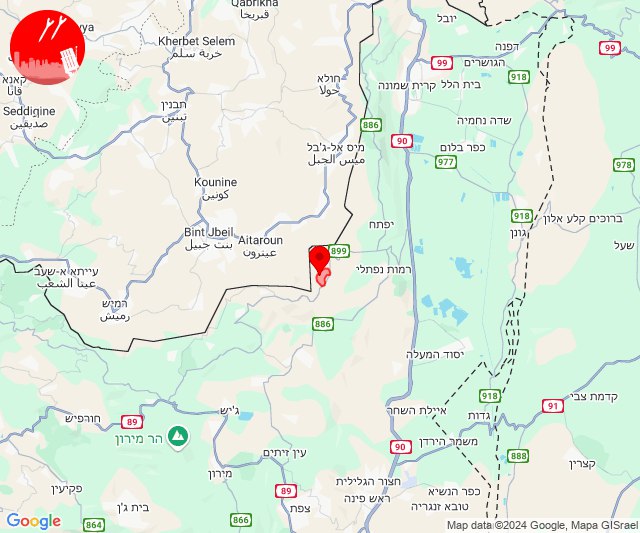 Qabrikha
قبريخا
יובל
Kherbet Selem
خربة سلم
דפנה
99
הגושרים
99
918
קאנא
قانا
חולא
حولا
קרית שמונה
בית הלל
תבנין
تبنين
Seddigine
صديقين
886
שדה נחמיה
90
מיס אל-ג'בל
ميس الجبل
כפר בלום
977
978
Kounine
كونين
918
ברוכים קלע אלון
יפתח
גונן
Bint Jbeil
بنت جبيل
Aitaroun
عيترون
899
שעל
עייתא א-שעב
عيتا الشعب
רמות נפתלי
רמיש
رميش
886
יסוד המעלה
918
קדמת צבי
91
ג'יש
איילת השחר
גדות
חורפיש
89
הר מירון
90
משמר הירדן
888
עין זיתים
קצרין
מירון
חצור הגלילית
ראש פינה
פקיעין
89
כפר הנשיא
טובא זנגריה
בית ג'ן
צפת
864
866
Google
Map data ©2024 Google, Mapa GISrael